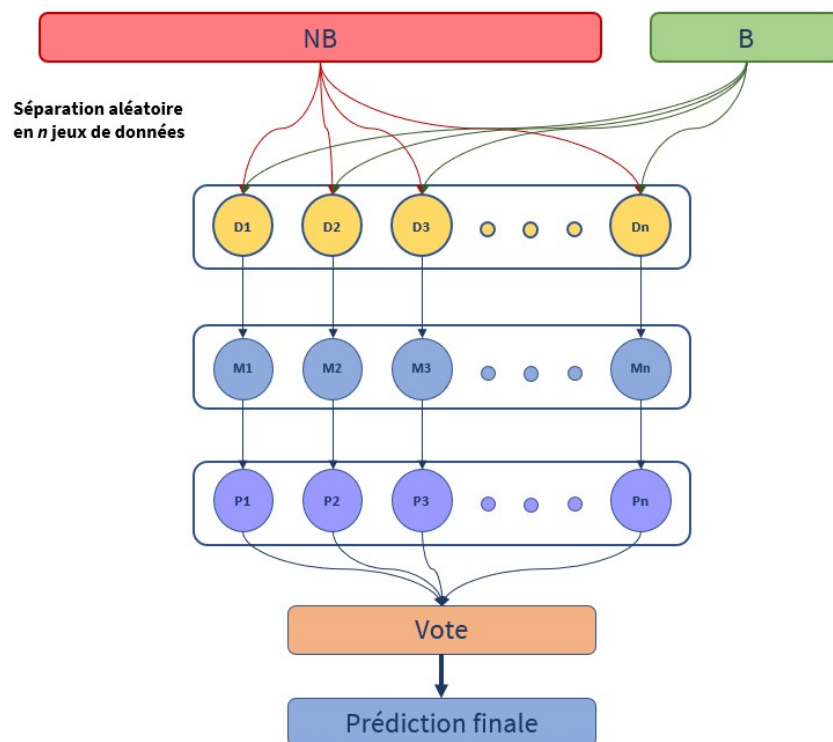 NB
B
Séparation aléatoire
en n jeux de données
D1
D2
D3
Dn
M1
M2
M3
Mn
P1
P2
P3
Pn
Vote
Prédiction finale